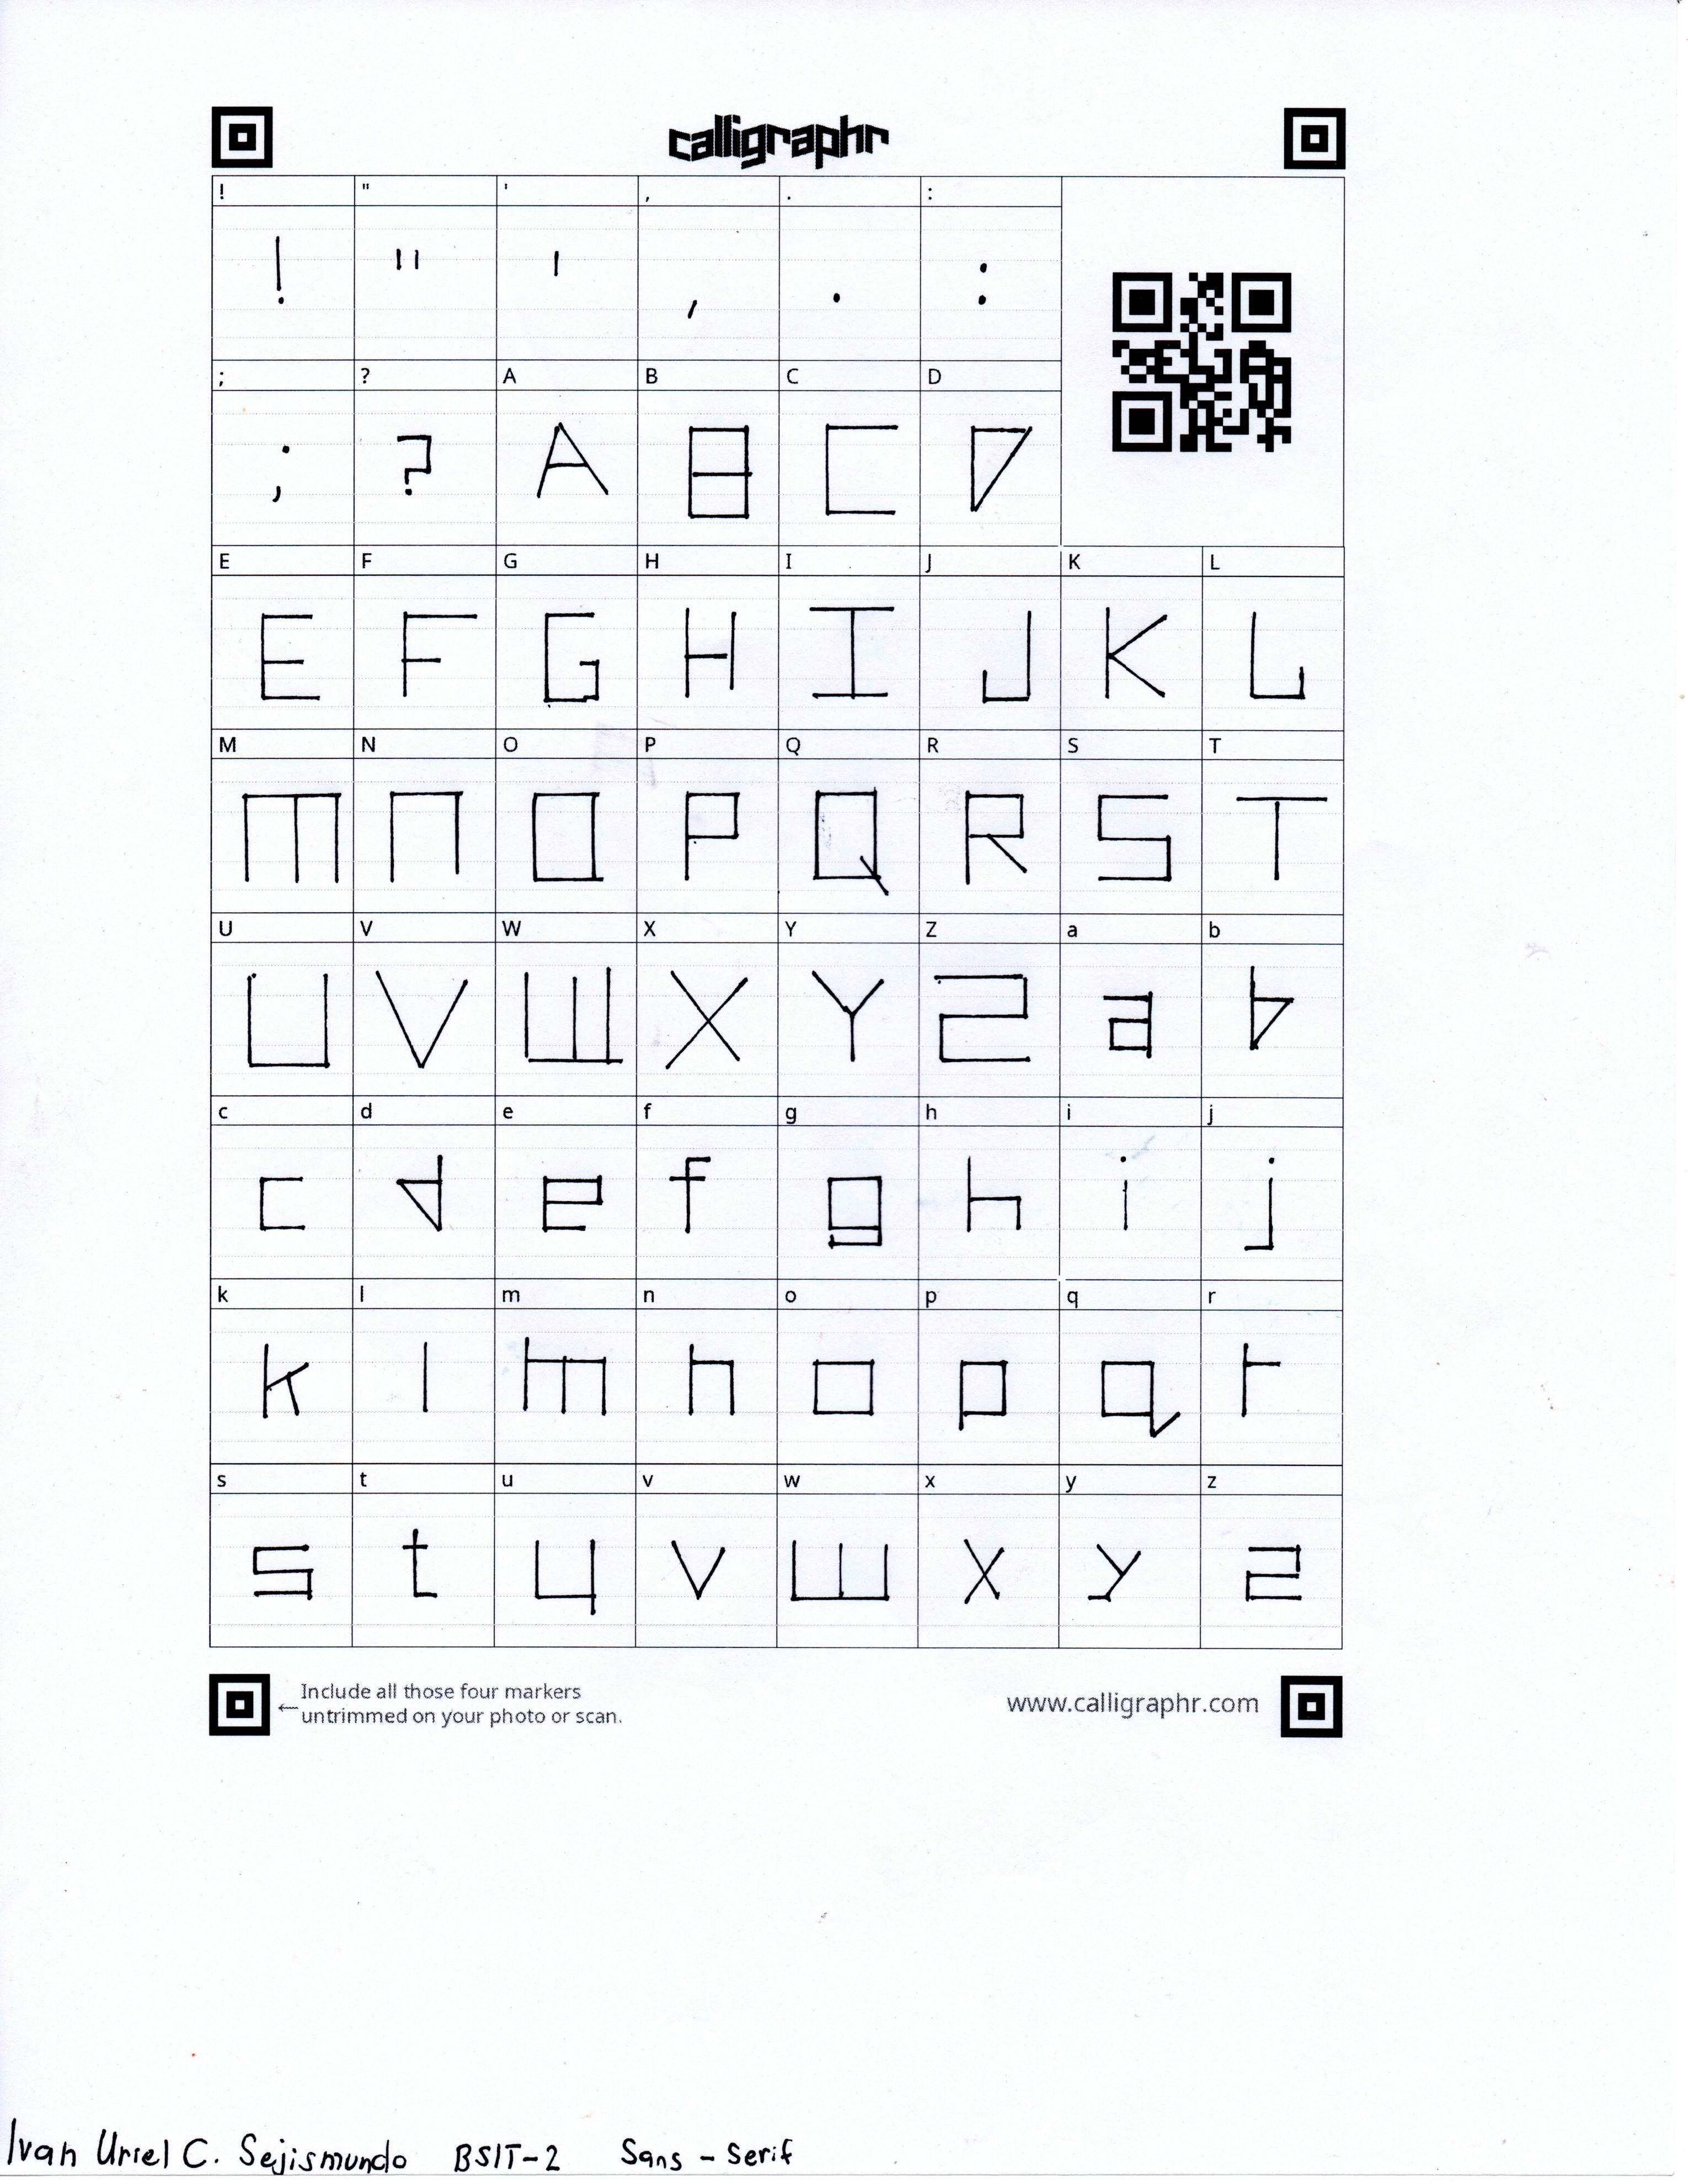 calligraphr
! " ' , . :
! " ' , . :
; ? A B C D
; ? A B C D
E F G H I J K L
E F G H I J K L
M N O P Q R S T
M N O P Q R S T
U V W X Y Z a b
U V W X Y Z a b
c d e f g h i j
c d e f g h i j
k l m n o p q r
k l m n o p q r
s t u v w x y z
s t u v w x y z
←Include all those four markers
untrimmed on your photo or scan.
www.calligraphr.com
Ivan Uriel C. Sejismundo BSIT-2 Sans - Serif